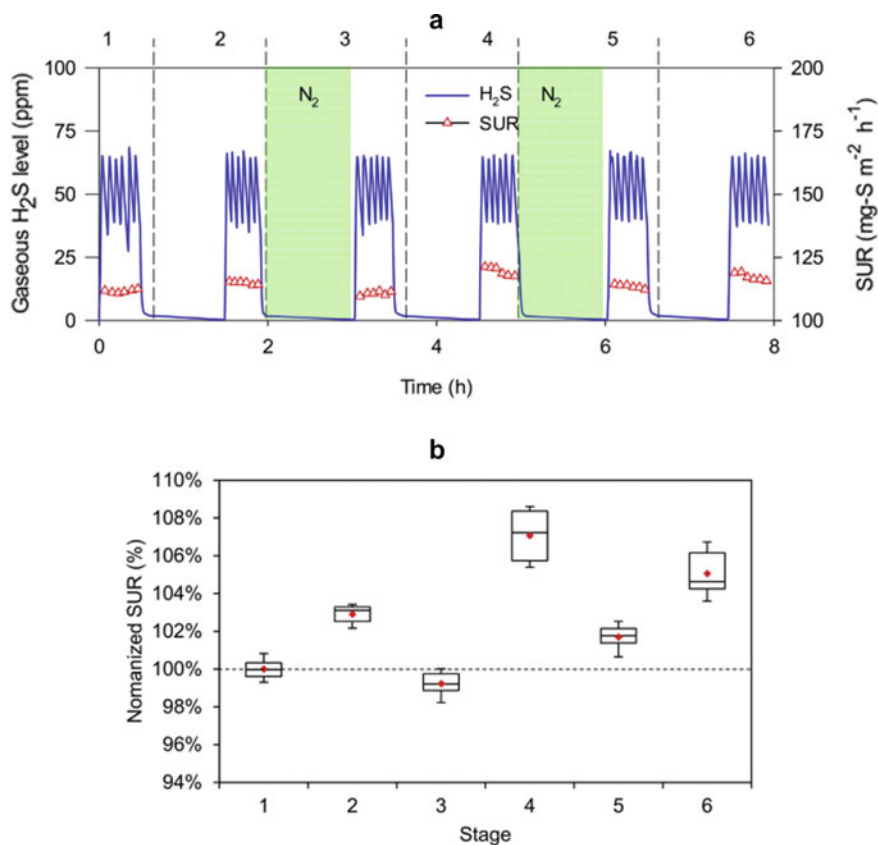 a
1 2 3 4 5 6
100 200
N2 H2S N2
SUR
75 175
50 150
25 125
0 100
0 2 4 6 8
Gaseous H2S level (ppm)
SUR (mg-S m-2 h-1)
Time (h)
b
110%
108%
106%
104%
102%
100%
98%
96%
94%
Nomanized SUR (%)
1 2 3 4 5 6
Stage